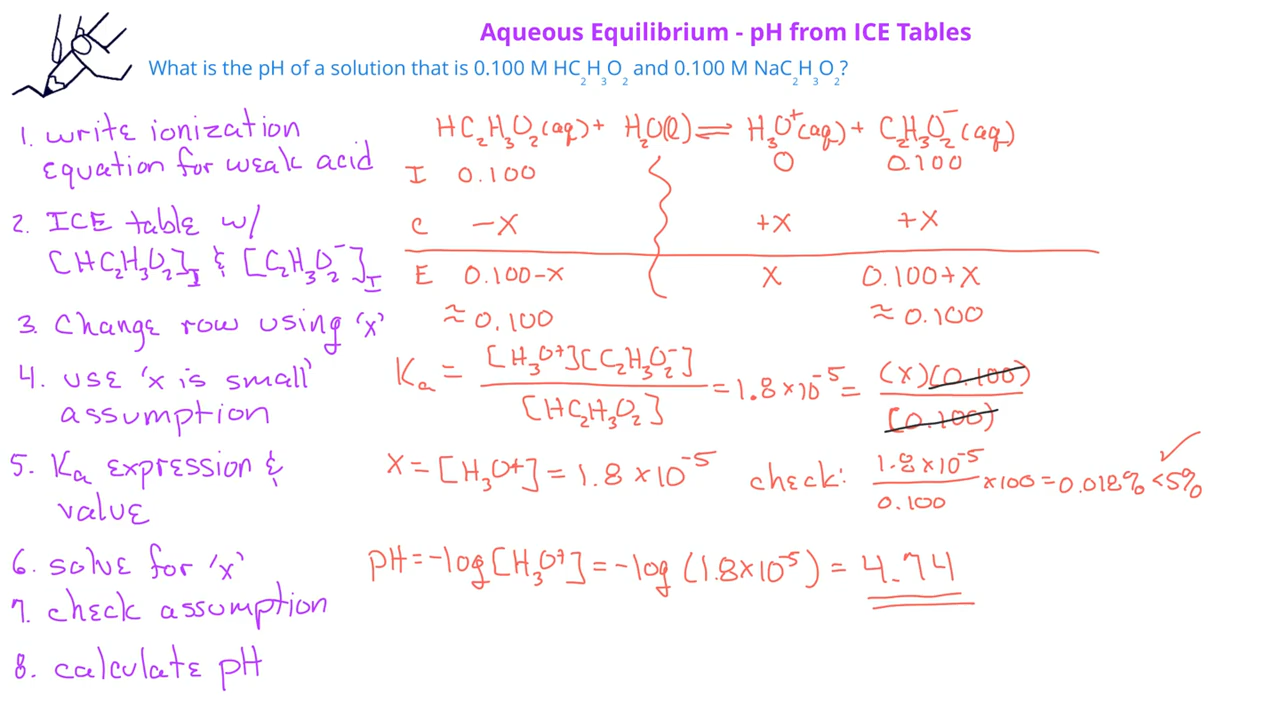 Aqueous Equilibrium - pH from ICE Tables
What is the pH of a solution that is 0.100 M HC₂H₃O₂ and 0.100 M NaC₂H₃O₂?
1. write ionization
equation for weak acid
2. ICE table w/
[HC₂H₃O₂]I & [C₂H₃O₂⁻]I
3. Change row using 'x'
4. use 'x is small'
assumption
5. Ka expression &
value
6. solve for 'x'
7. check assumption
8. calculate pH
HC₂H₃O₂(aq) + H₂O(l) ⇌ H₃O⁺(aq) + C₂H₃O₂⁻(aq)
I 0.100 0 0.100
C -x +x +x
E 0.100-x x 0.100+x
≈ 0.100 ≈ 0.100
Ka = [H₃O⁺][C₂H₃O₂⁻] / [HC₂H₃O₂] = 1.8×10⁻⁵ = (x)(0.100) / (0.100)
x = [H₃O⁺] = 1.8×10⁻⁵ check: 1.8×10⁻⁵ / 0.100 ×100 = 0.018% <5% ✓
pH = -log[H₃O⁺] = -log(1.8×10⁻⁵) = 4.74